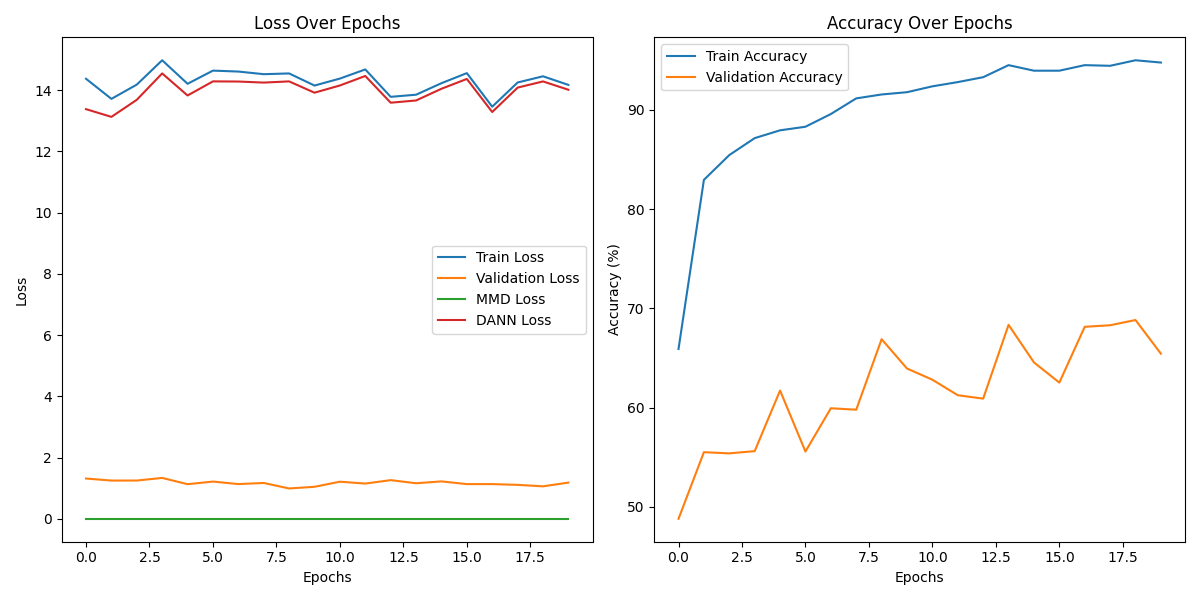 Loss Over Epochs
14
12
10
8
6
4
2
0
Loss
Train Loss
Validation Loss
MMD Loss
DANN Loss
0.0 2.5 5.0 7.5 10.0 12.5 15.0 17.5
Epochs
Accuracy Over Epochs
Train Accuracy
Validation Accuracy
90
80
70
60
50
Accuracy (%)
0.0 2.5 5.0 7.5 10.0 12.5 15.0 17.5
Epochs